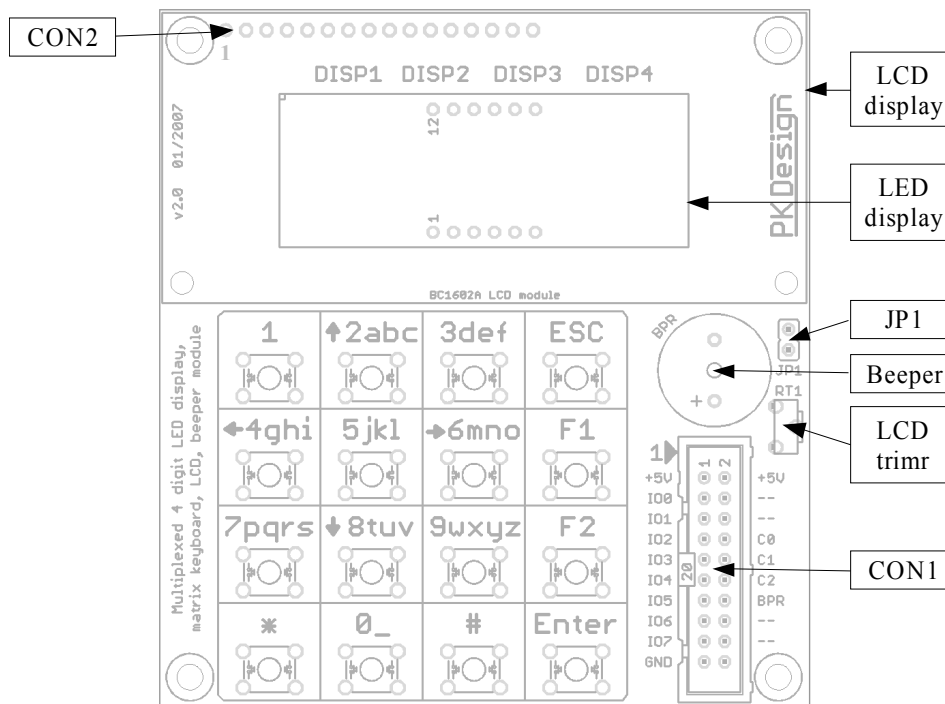 CON2
1
DISP1 DISP2 DISP3 DISP4
LCD
display
12
1
v2.0 01/2007
PK Design
LED
display
BC1602A LCD module
Multiplexed 4 digit LED display,
matrix keyboard, LCD, beeper module
1 ↑2abc 3def ESC
←4ghi 5jkl →6mno F1
7pqrs ↓8tuv 9wxyz F2
* 0_ # Enter
BPR
+
JP1
JP1
Beeper
RT1
LCD
trimr
1
1 2
+5V +5V
IO0 --
IO1 --
IO2 C0
IO3 C1
IO4 C2
IO5 BPR
IO6 --
IO7 --
GND
20
CON1